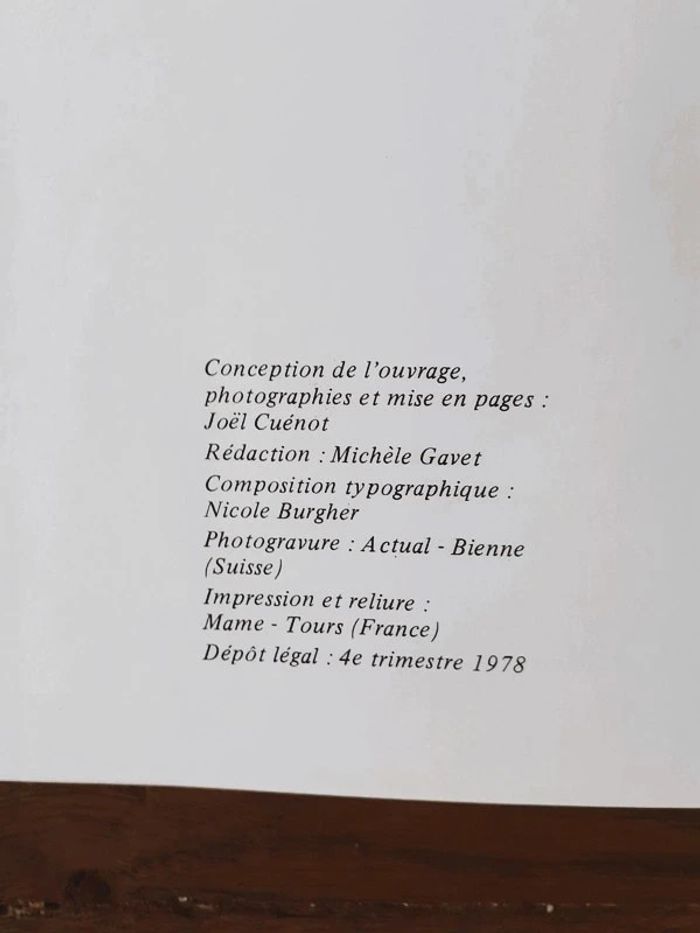 Conception de l'ouvrage,
photographies et mise en pages :
Joël Cuénot
Rédaction : Michèle Gavet
Composition typographique :
Nicole Burgher
Photogravure : Actual - Bienne
(Suisse)
Impression et reliure :
Mame - Tours (France)
Dépôt légal : 4e trimestre 1978